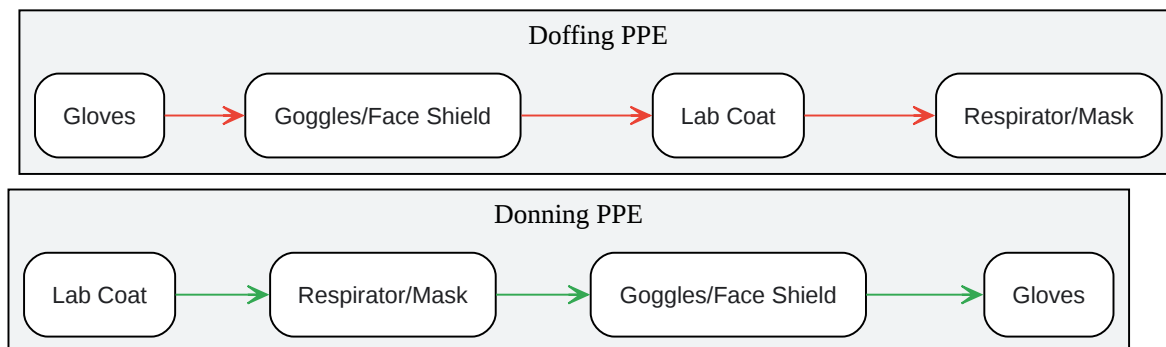 Doffing PPE
Gloves
Goggles/Face Shield
Lab Coat
Respirator/Mask
Donning PPE
Lab Coat
Respirator/Mask
Goggles/Face Shield
Gloves